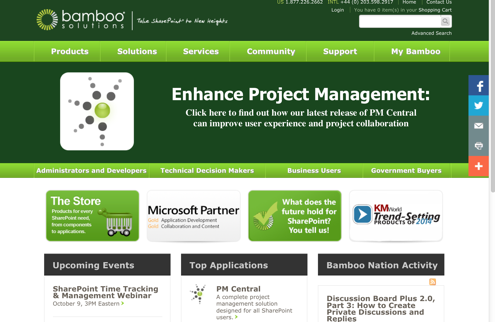 US 1.877.226.2662 INTL +44 (0) 203.598.2917 Home Contact Us
Login You have 0 item(s) in your Shopping Cart
bamboo
solutions
Take SharePoint to New Heights
Advanced Search
Products Solutions Services Community Support My Bamboo
Enhance Project Management:
Click here to find out how our latest release of PM Central
can improve user experience and project collaboration
Administrators and Developers Technical Decision Makers Business Users Government Buyers
The Store
Products for every
SharePoint need,
from components
to applications.
Microsoft Partner
Gold Application Development
Gold Collaboration and Content
What does the
future hold for
SharePoint?
You tell us!
KMWorld
Trend-Setting
PRODUCTS OF 2014
Upcoming Events
SharePoint Time Tracking
& Management Webinar
October 9, 3PM Eastern >
Top Applications
PM Central
A complete project
management solution
designed for all SharePoint
users. >
Bamboo Nation Activity
Discussion Board Plus 2.0,
Part 3: How to Create
Private Discussions and
Replies